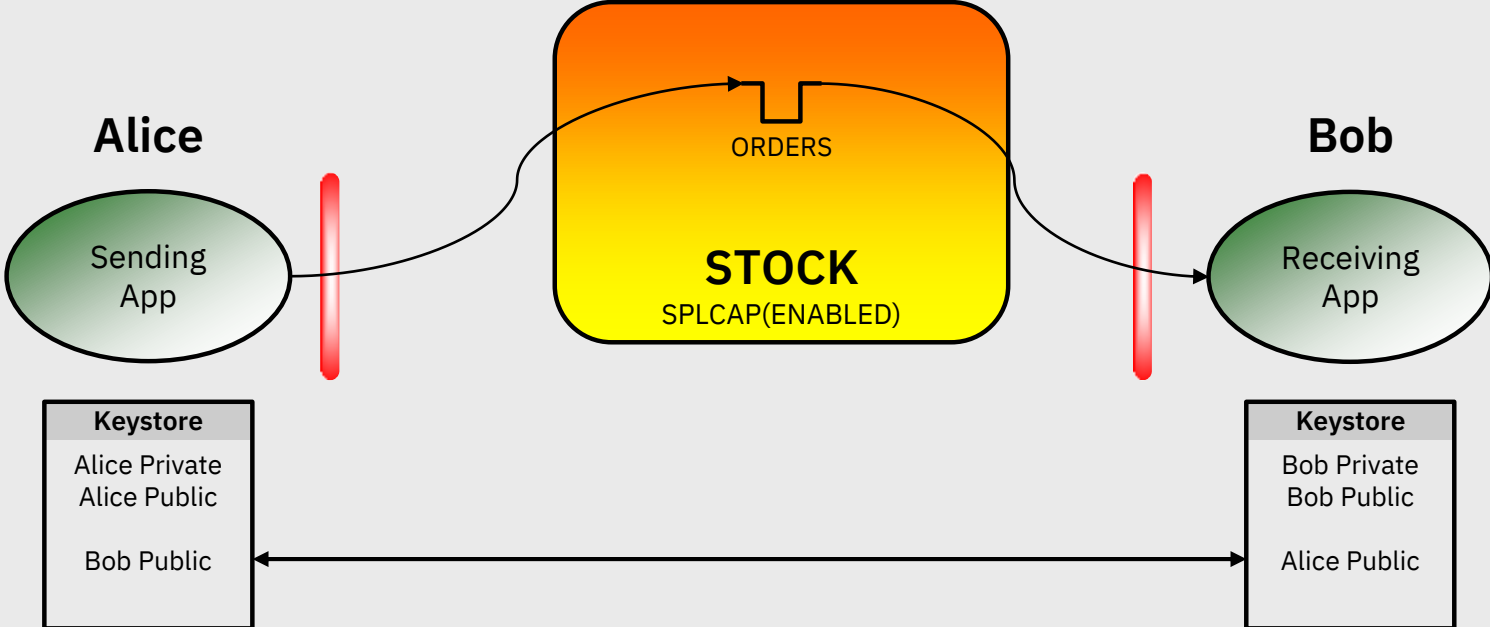 Alice
Sending
App
Keystore
Alice Private
Alice Public
Bob Public
ORDERS
STOCK
SPLCAP(ENABLED)
Bob
Receiving
App
Keystore
Bob Private
Bob Public
Alice Public